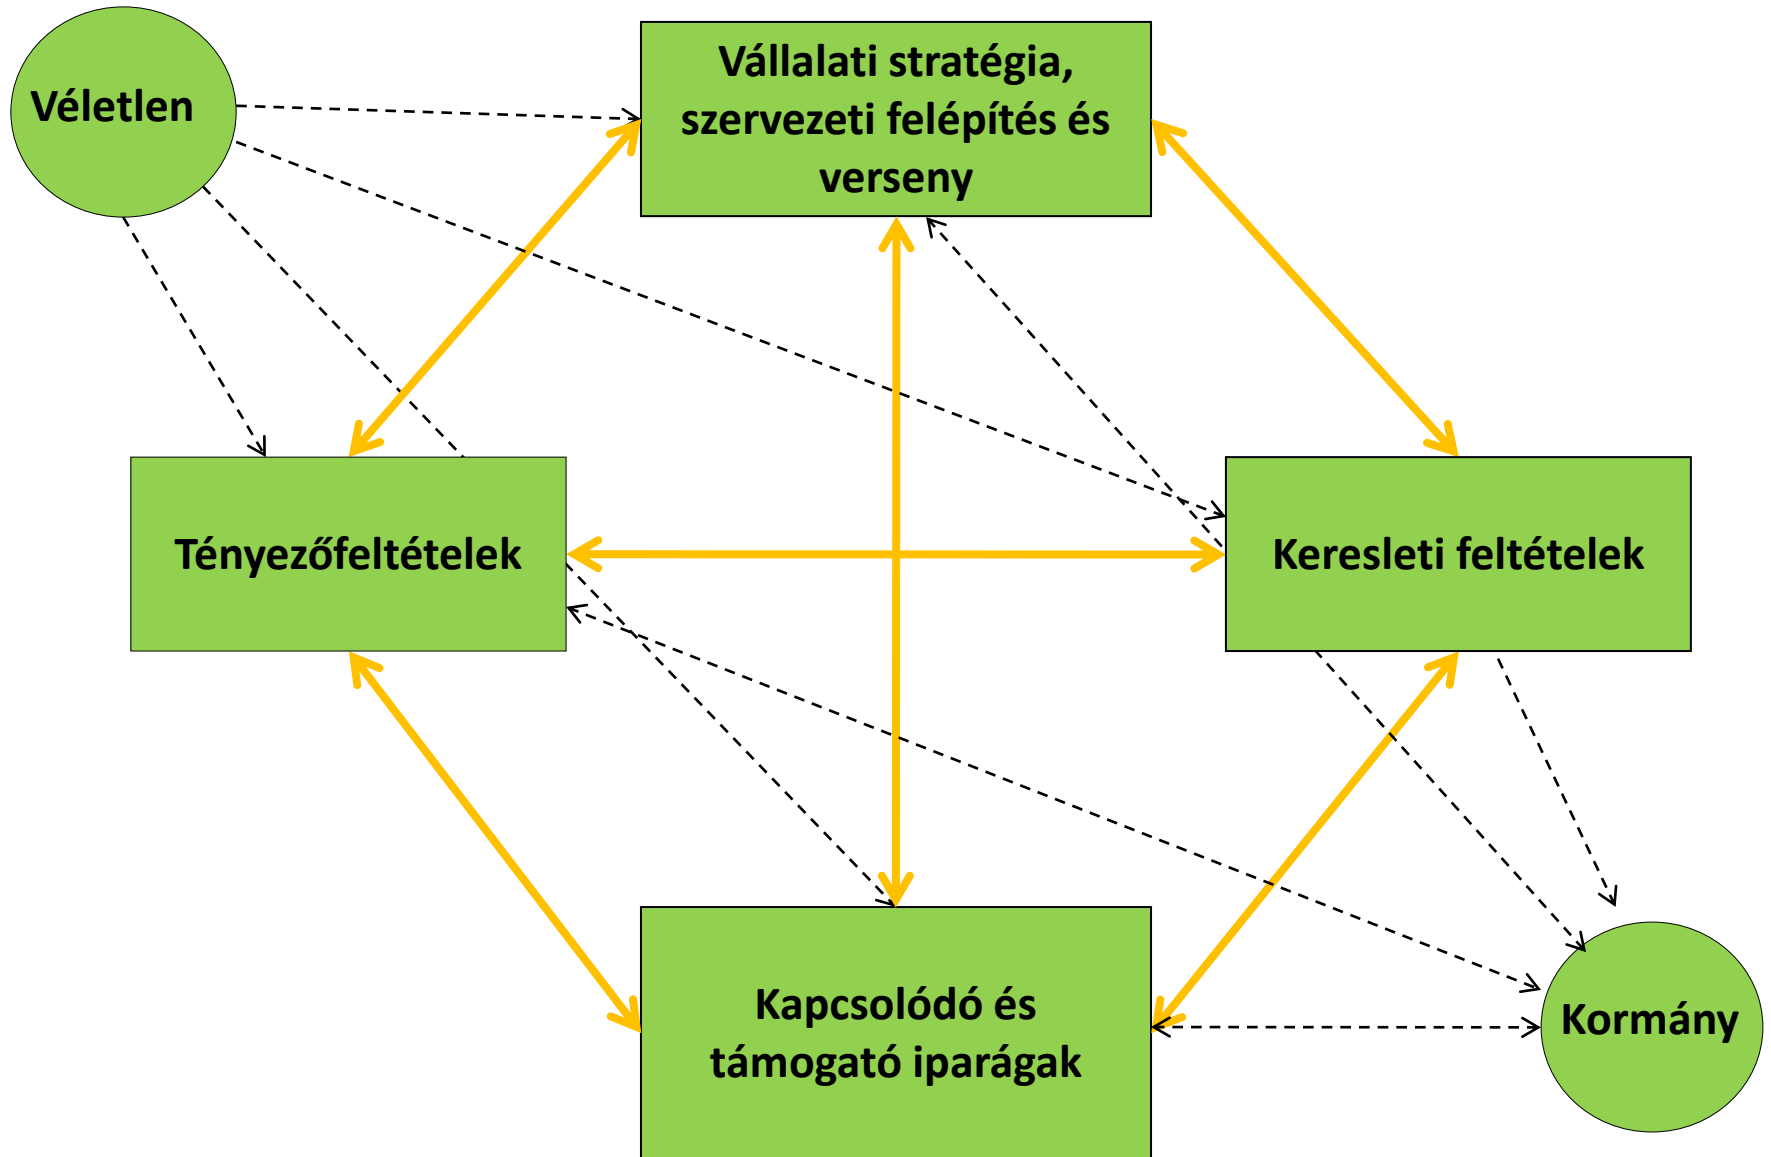 Véletlen
Vállalati stratégia,
szervezeti felépítés és
verseny
Tényezőfeltételek
Keresleti feltételek
Kapcsolódó és
támogató iparágak
Kormány